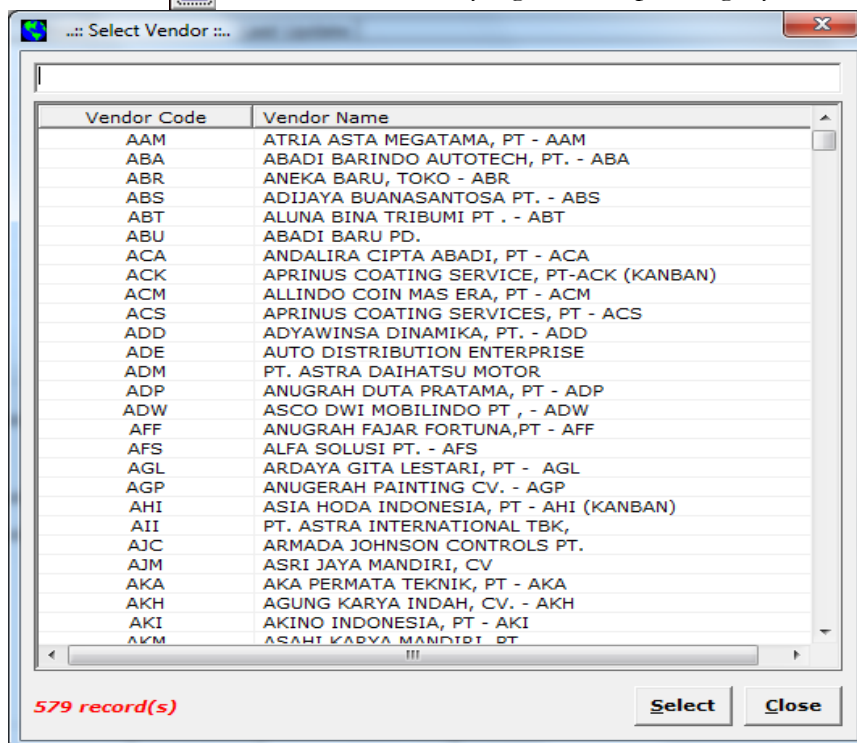 ..:: Select Vendor ::..
Vendor Code Vendor Name
AAM ATRIA ASTA MEGATAMA, PT - AAM
ABA ABADI BARINDO AUTOTECH, PT. - ABA
ABR ANEKA BARU, TOKO - ABR
ABS ADIJAYA BUANASANTOSA PT. - ABS
ABT ALUNA BINA TRIBUMI PT . - ABT
ABU ABADI BARU PD.
ACA ANDALIRA CIPTA ABADI, PT - ACA
ACK APRINUS COATING SERVICE, PT-ACK (KANBAN)
ACM ALLINDO COIN MAS ERA, PT - ACM
ACS APRINUS COATING SERVICES, PT - ACS
ADD ADYAWINSA DINAMIKA, PT. - ADD
ADE AUTO DISTRIBUTION ENTERPRISE
ADM PT. ASTRA DAIHATSU MOTOR
ADP ANUGRAH DUTA PRATAMA, PT - ADP
ADW ASCO DWI MOBILINDO PT , - ADW
AFF ANUGRAH FAJAR FORTUNA,PT - AFF
AFS ALFA SOLUSI PT. - AFS
AGL ARDAYA GITA LESTARI, PT -  AGL
AGP ANUGERAH PAINTING CV. - AGP
AHI ASIA HODA INDONESIA, PT - AHI (KANBAN)
AII PT. ASTRA INTERNATIONAL TBK,
AJC ARMADA JOHNSON CONTROLS PT.
AJM ASRI JAYA MANDIRI, CV
AKA AKA PERMATA TEKNIK, PT - AKA
AKH AGUNG KARYA INDAH, CV. - AKH
AKI AKINO INDONESIA, PT - AKI
AKM ASAHI KARYA MANDIRI, PT
579 record(s) Select Close